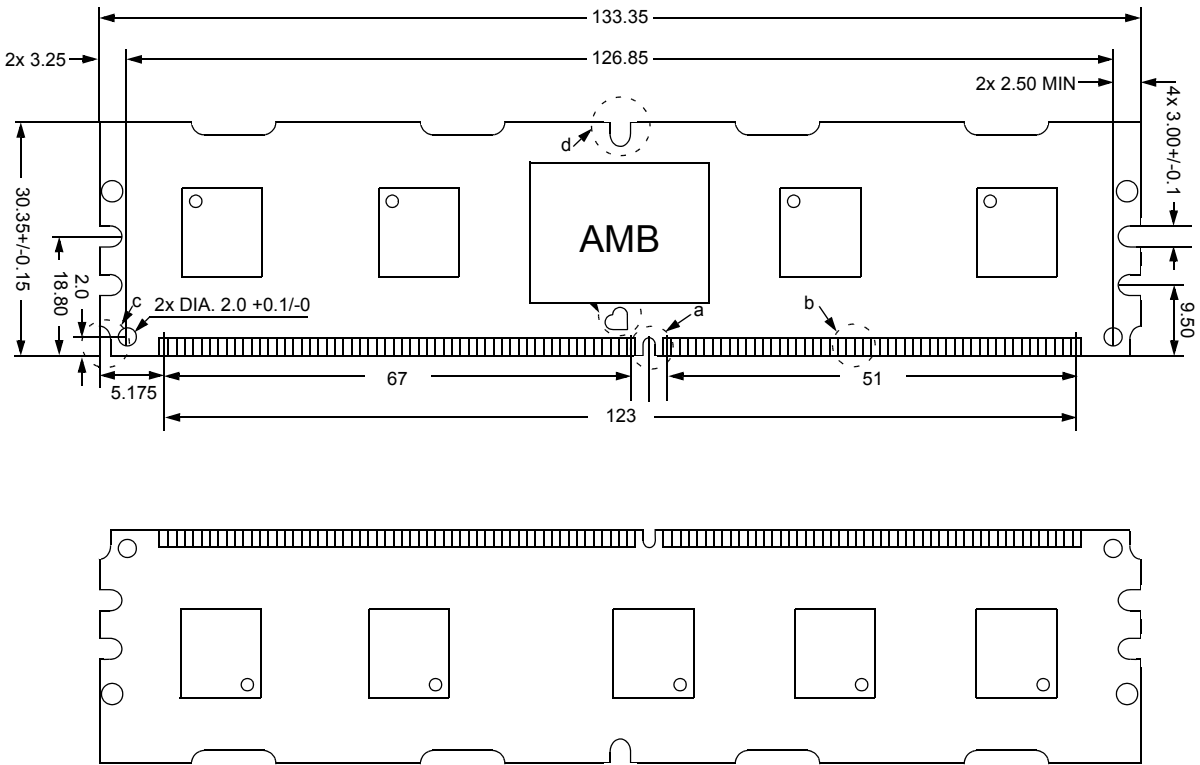 133.35
2x 3.25
126.85
2x 2.50 MIN
4x 3.00+/-0.1
d
30.35+/-0.15
AMB
18.80
2.0
c
2x DIA. 2.0 +0.1/-0
a
b
9.50
5.175
67
51
123